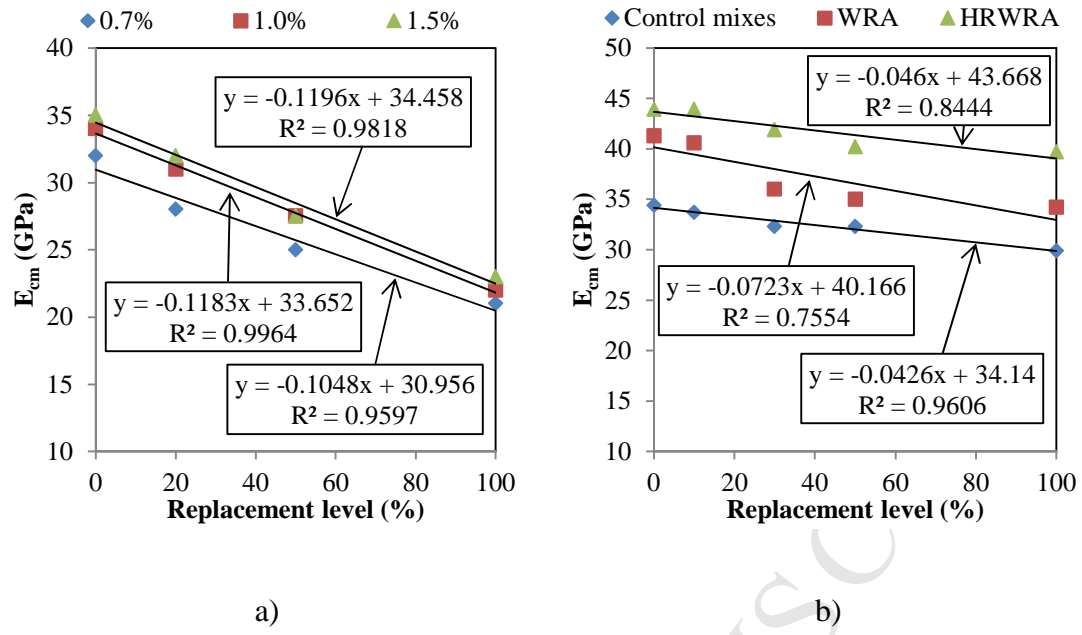 0.7% 1.0% 1.5%
40
35
30
25
20
15
10
E_cm (GPa)
y = -0.1196x + 34.458
R² = 0.9818
y = -0.1183x + 33.652
R² = 0.9964
y = -0.1048x + 30.956
R² = 0.9597
0 20 40 60 80 100
Replacement level (%)
a)
Control mixes WRA HRWRA
50
45
40
35
30
25
20
15
10
E_cm (GPa)
y = -0.046x + 43.668
R² = 0.8444
y = -0.0723x + 40.166
R² = 0.7554
y = -0.0426x + 34.14
R² = 0.9606
0 20 40 60 80 100
Replacement level (%)
b)
SC